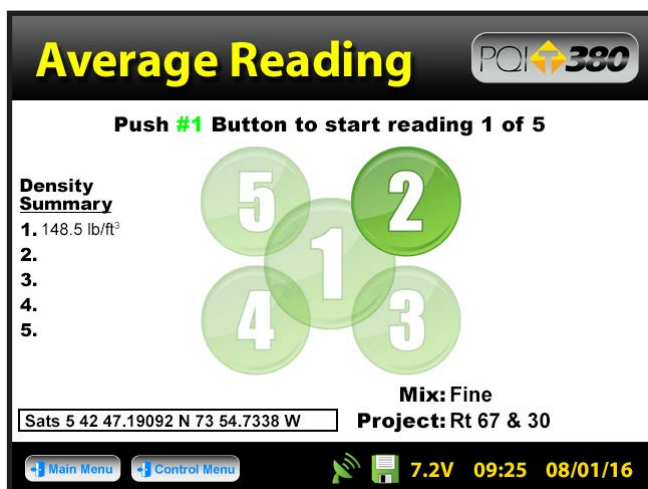 Average Reading
PQI T 380
Push #1 Button to start reading 1 of 5
Density
Summary
1. 148.5 lb/ft³
2.
3.
4.
5.
5
2
1
4
3
Mix: Fine
Sats 5 42 47.19092 N 73 54.7338 W
Project: Rt 67 & 30
Main Menu
Control Menu
7.2V 09:25 08/01/16